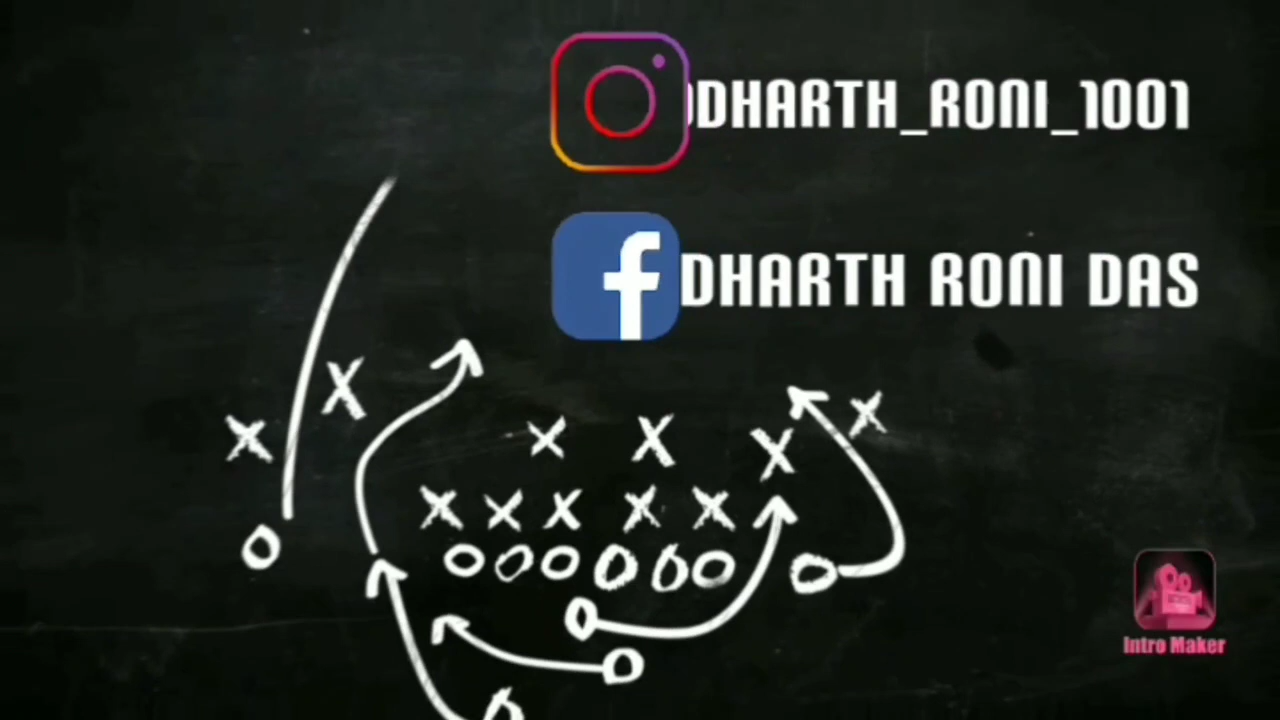 DHARTH_RONI_1001
DHARTH RONI DAS
X X X X X X
X X X X X
O O O O O O O O
O
O
Intro Maker